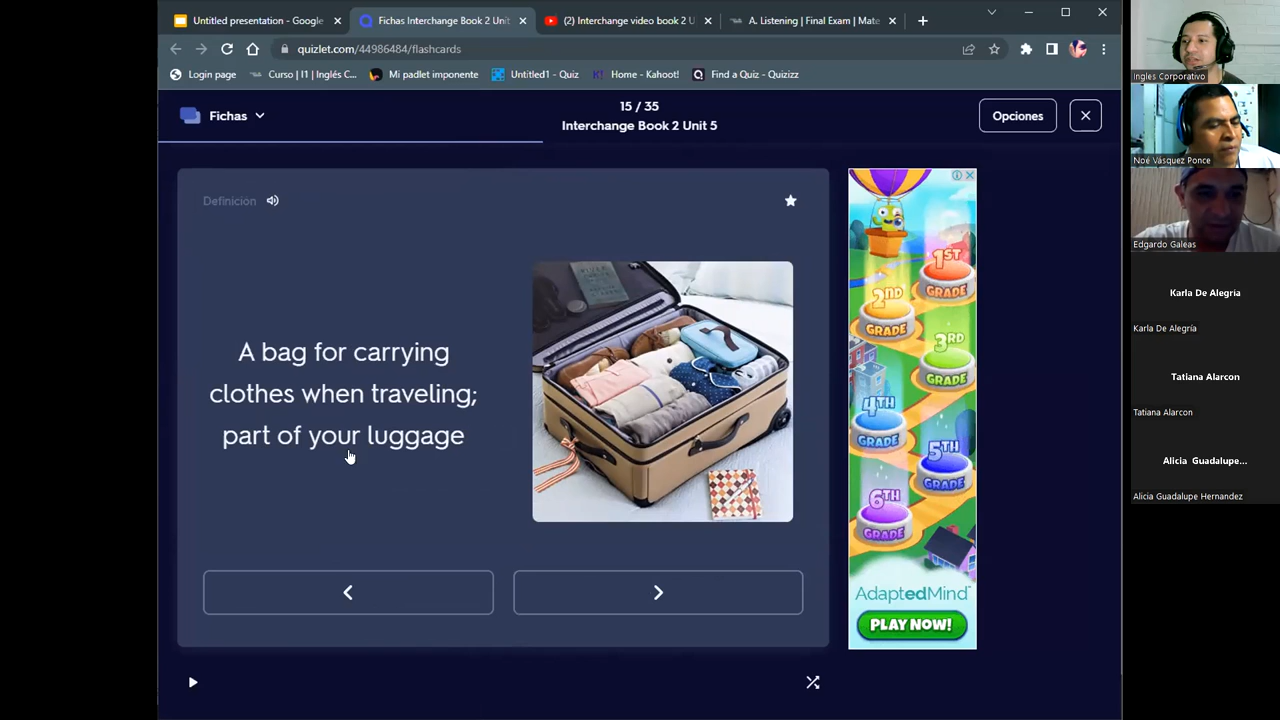 Untitled presentation - Google
Fichas Interchange Book 2 Unit
(2) Interchange video book 2 U
A. Listening | Final Exam | Mate
quizlet.com/44986484/flashcards
Login page
Curso | I1 | Inglés C...
Mi padlet imponente
Untitled1 - Quiz
Home - Kahoot!
Find a Quiz - Quizizz
Fichas
15 / 35
Interchange Book 2 Unit 5
Opciones
Definición
A bag for carrying
clothes when traveling;
part of your luggage
1ST
GRADE
2ND
GRADE
3RD
GRADE
4TH
GRADE
5TH
GRADE
6TH
GRADE
AdaptedMind
PLAY NOW!
Ingles Corporativo
Noé Vásquez Ponce
Edgardo Galeas
Karla De Alegria
Karla De Alegría
Tatiana Alarcon
Tatiana Alarcon
Alicia Guadalupe...
Alicia Guadalupe Hernandez